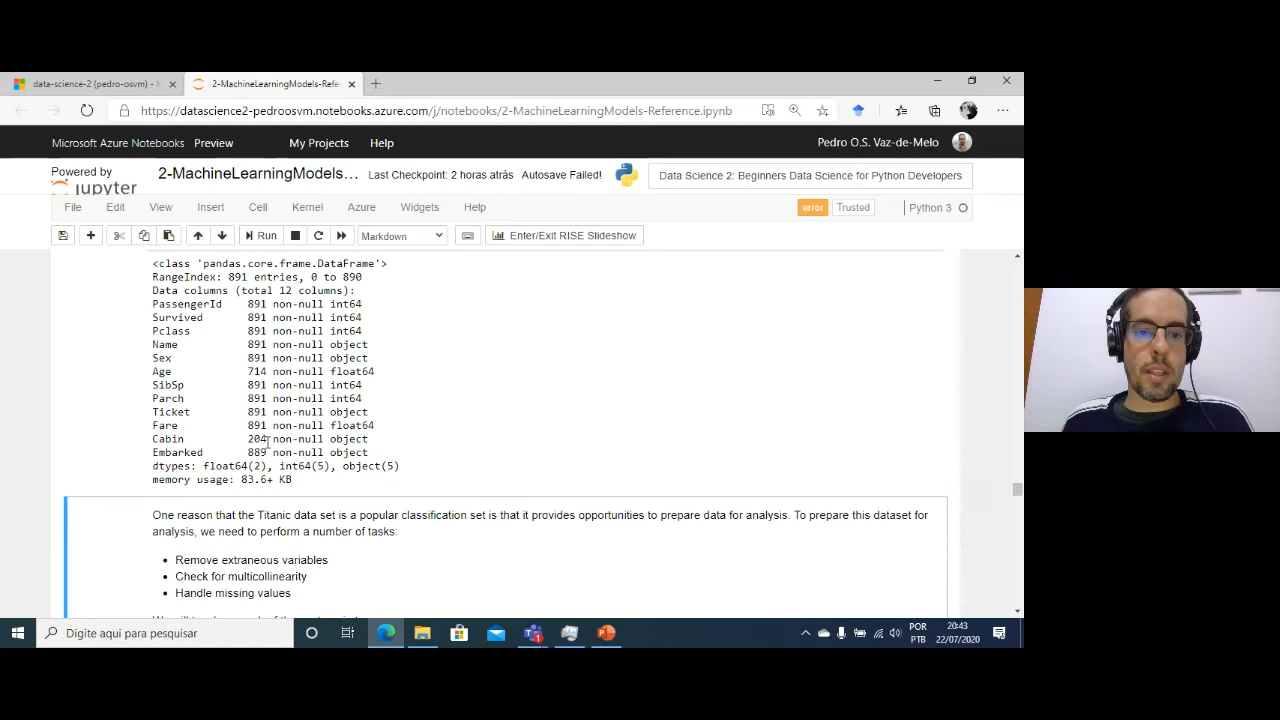 data-science-2 (pedro-osvm) -
2-MachineLearningModels-Refe
https://datascience2-pedroosvm.notebooks.azure.com/j/notebooks/2-MachineLearningModels-Reference.ipynb
Microsoft Azure Notebooks Preview My Projects Help Pedro O.S. Vaz-de-Melo
Powered by
jupyter 2-MachineLearningModels... Last Checkpoint: 2 horas atrás Autosave Failed! Data Science 2: Beginners Data Science for Python Developers
File Edit View Insert Cell Kernel Azure Widgets Help error Trusted Python 3
Run Markdown Enter/Exit RISE Slideshow
<class 'pandas.core.frame.DataFrame'>
RangeIndex: 891 entries, 0 to 890
Data columns (total 12 columns):
PassengerId 891 non-null int64
Survived 891 non-null int64
Pclass 891 non-null int64
Name 891 non-null object
Sex 891 non-null object
Age 714 non-null float64
SibSp 891 non-null int64
Parch 891 non-null int64
Ticket 891 non-null object
Fare 891 non-null float64
Cabin 204 non-null object
Embarked 889 non-null object
dtypes: float64(2), int64(5), object(5)
memory usage: 83.6+ KB
One reason that the Titanic data set is a popular classification set is that it provides opportunities to prepare data for analysis. To prepare this dataset for
analysis, we need to perform a number of tasks:
• Remove extraneous variables
• Check for multicollinearity
• Handle missing values
Digite aqui para pesquisar
POR
PTB
20:43
22/07/2020